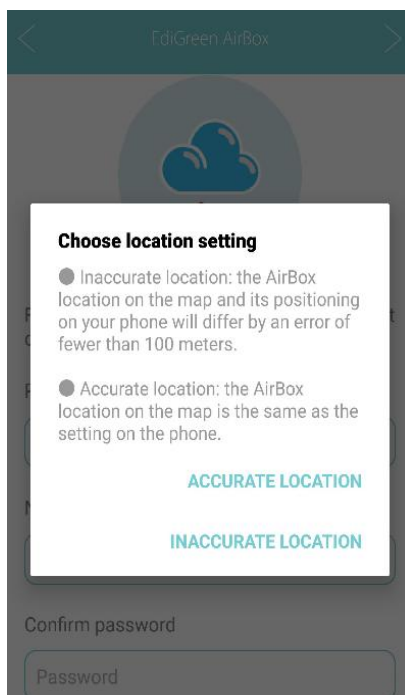 EdiGreen AirBox
Choose location setting
● Inaccurate location: the AirBox
location on the map and its positioning
on your phone will differ by an error of
fewer than 100 meters.
● Accurate location: the AirBox
location on the map is the same as the
setting on the phone.
ACCURATE LOCATION
INACCURATE LOCATION
Confirm password
Password